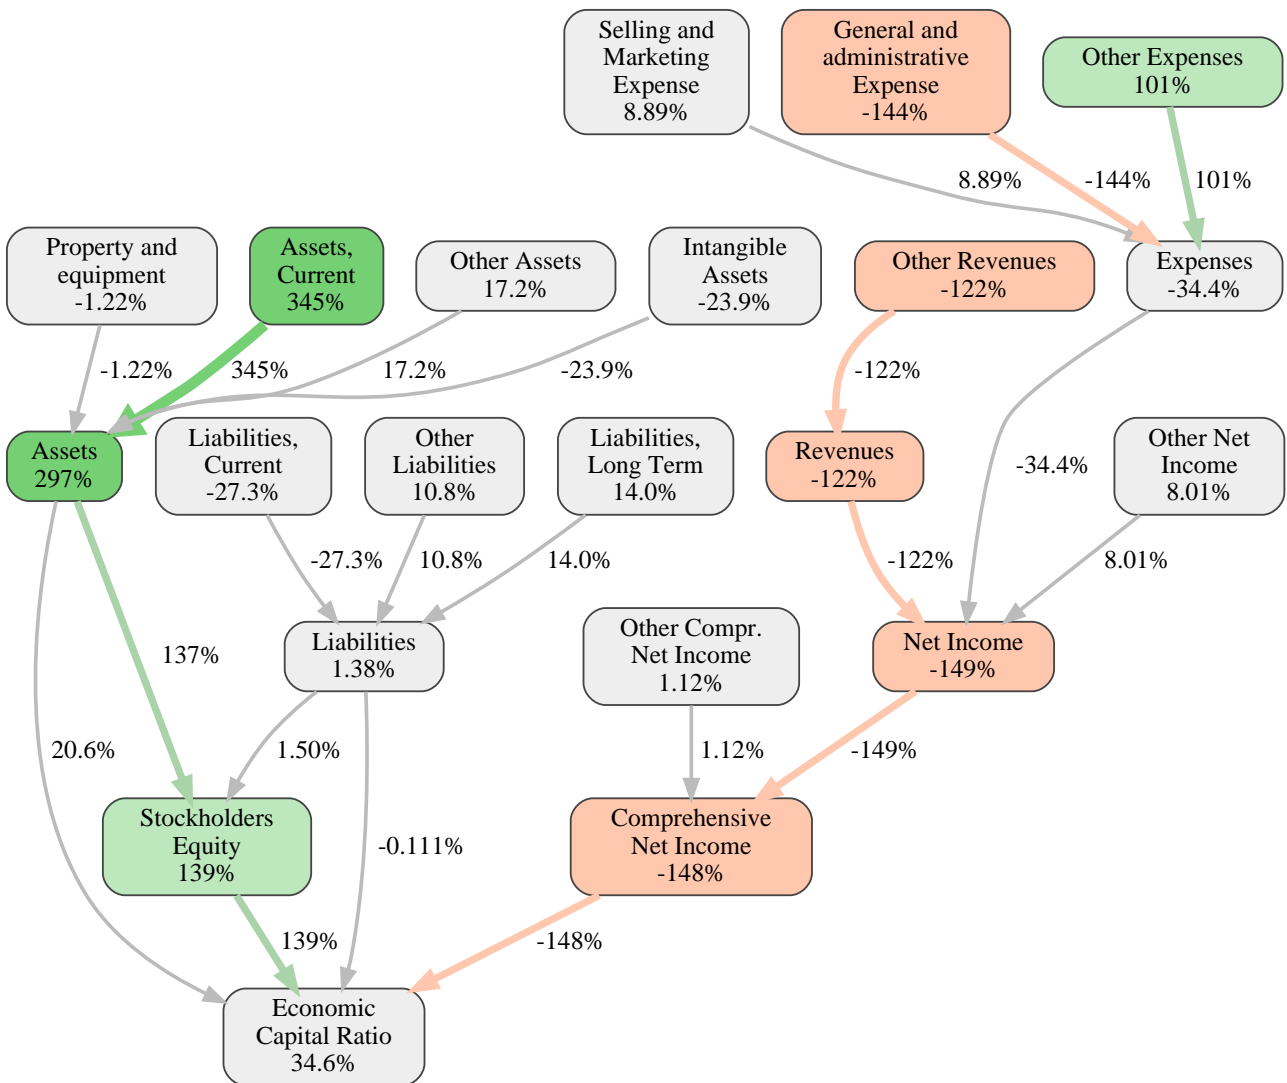 Selling and
Marketing
Expense
8.89%
General and
administrative
Expense
-144%
Other Expenses
101%
8.89%
-144%
101%
Property and
equipment
-1.22%
Assets,
Current
345%
Other Assets
17.2%
Intangible
Assets
-23.9%
Other Revenues
-122%
Expenses
-34.4%
-1.22%
345%
17.2%
-23.9%
-122%
Assets
297%
Liabilities,
Current
-27.3%
Other
Liabilities
10.8%
Liabilities,
Long Term
14.0%
Revenues
-122%
-34.4%
Other Net
Income
8.01%
-27.3%
10.8%
14.0%
-122%
8.01%
137%
Liabilities
1.38%
Other Compr.
Net Income
1.12%
Net Income
-149%
20.6%
1.50%
1.12%
-149%
Stockholders
Equity
139%
-0.111%
Comprehensive
Net Income
-148%
139%
-148%
Economic
Capital Ratio
34.6%